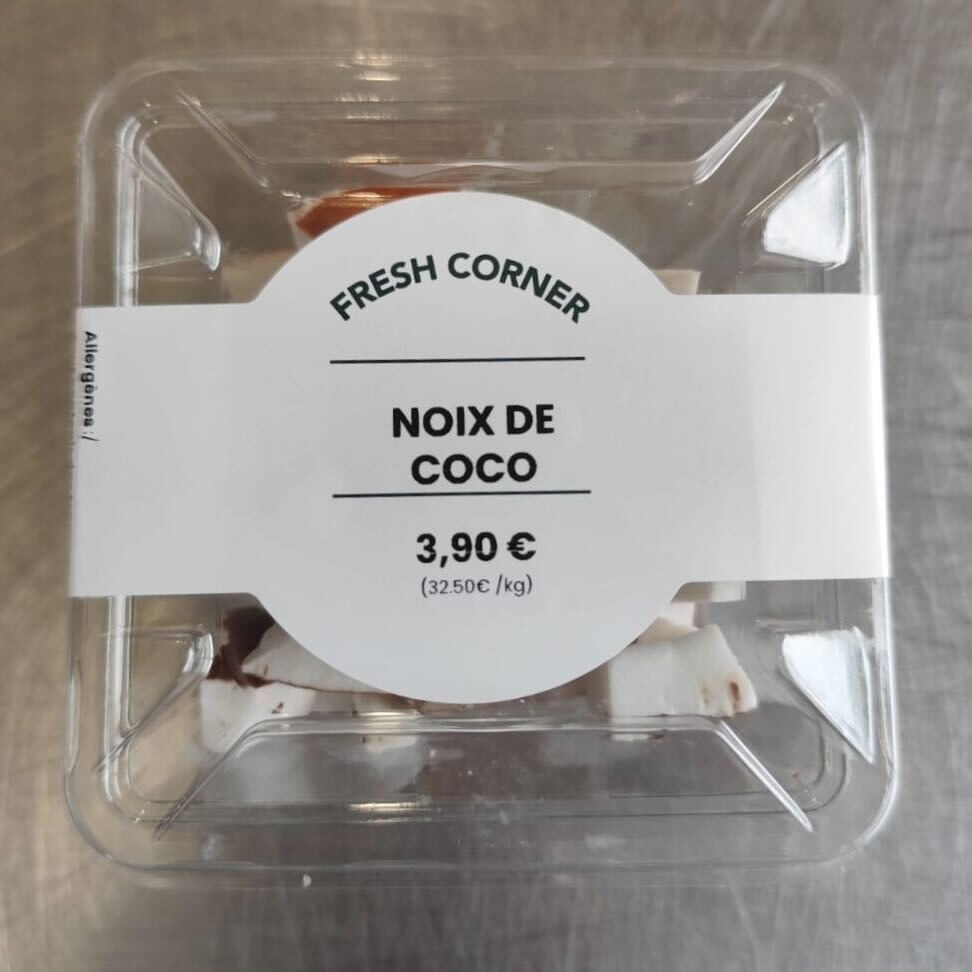 FRESH CORNER
NOIX DE
COCO
3,90 €
(32.50€ /kg)
Allergènes :/